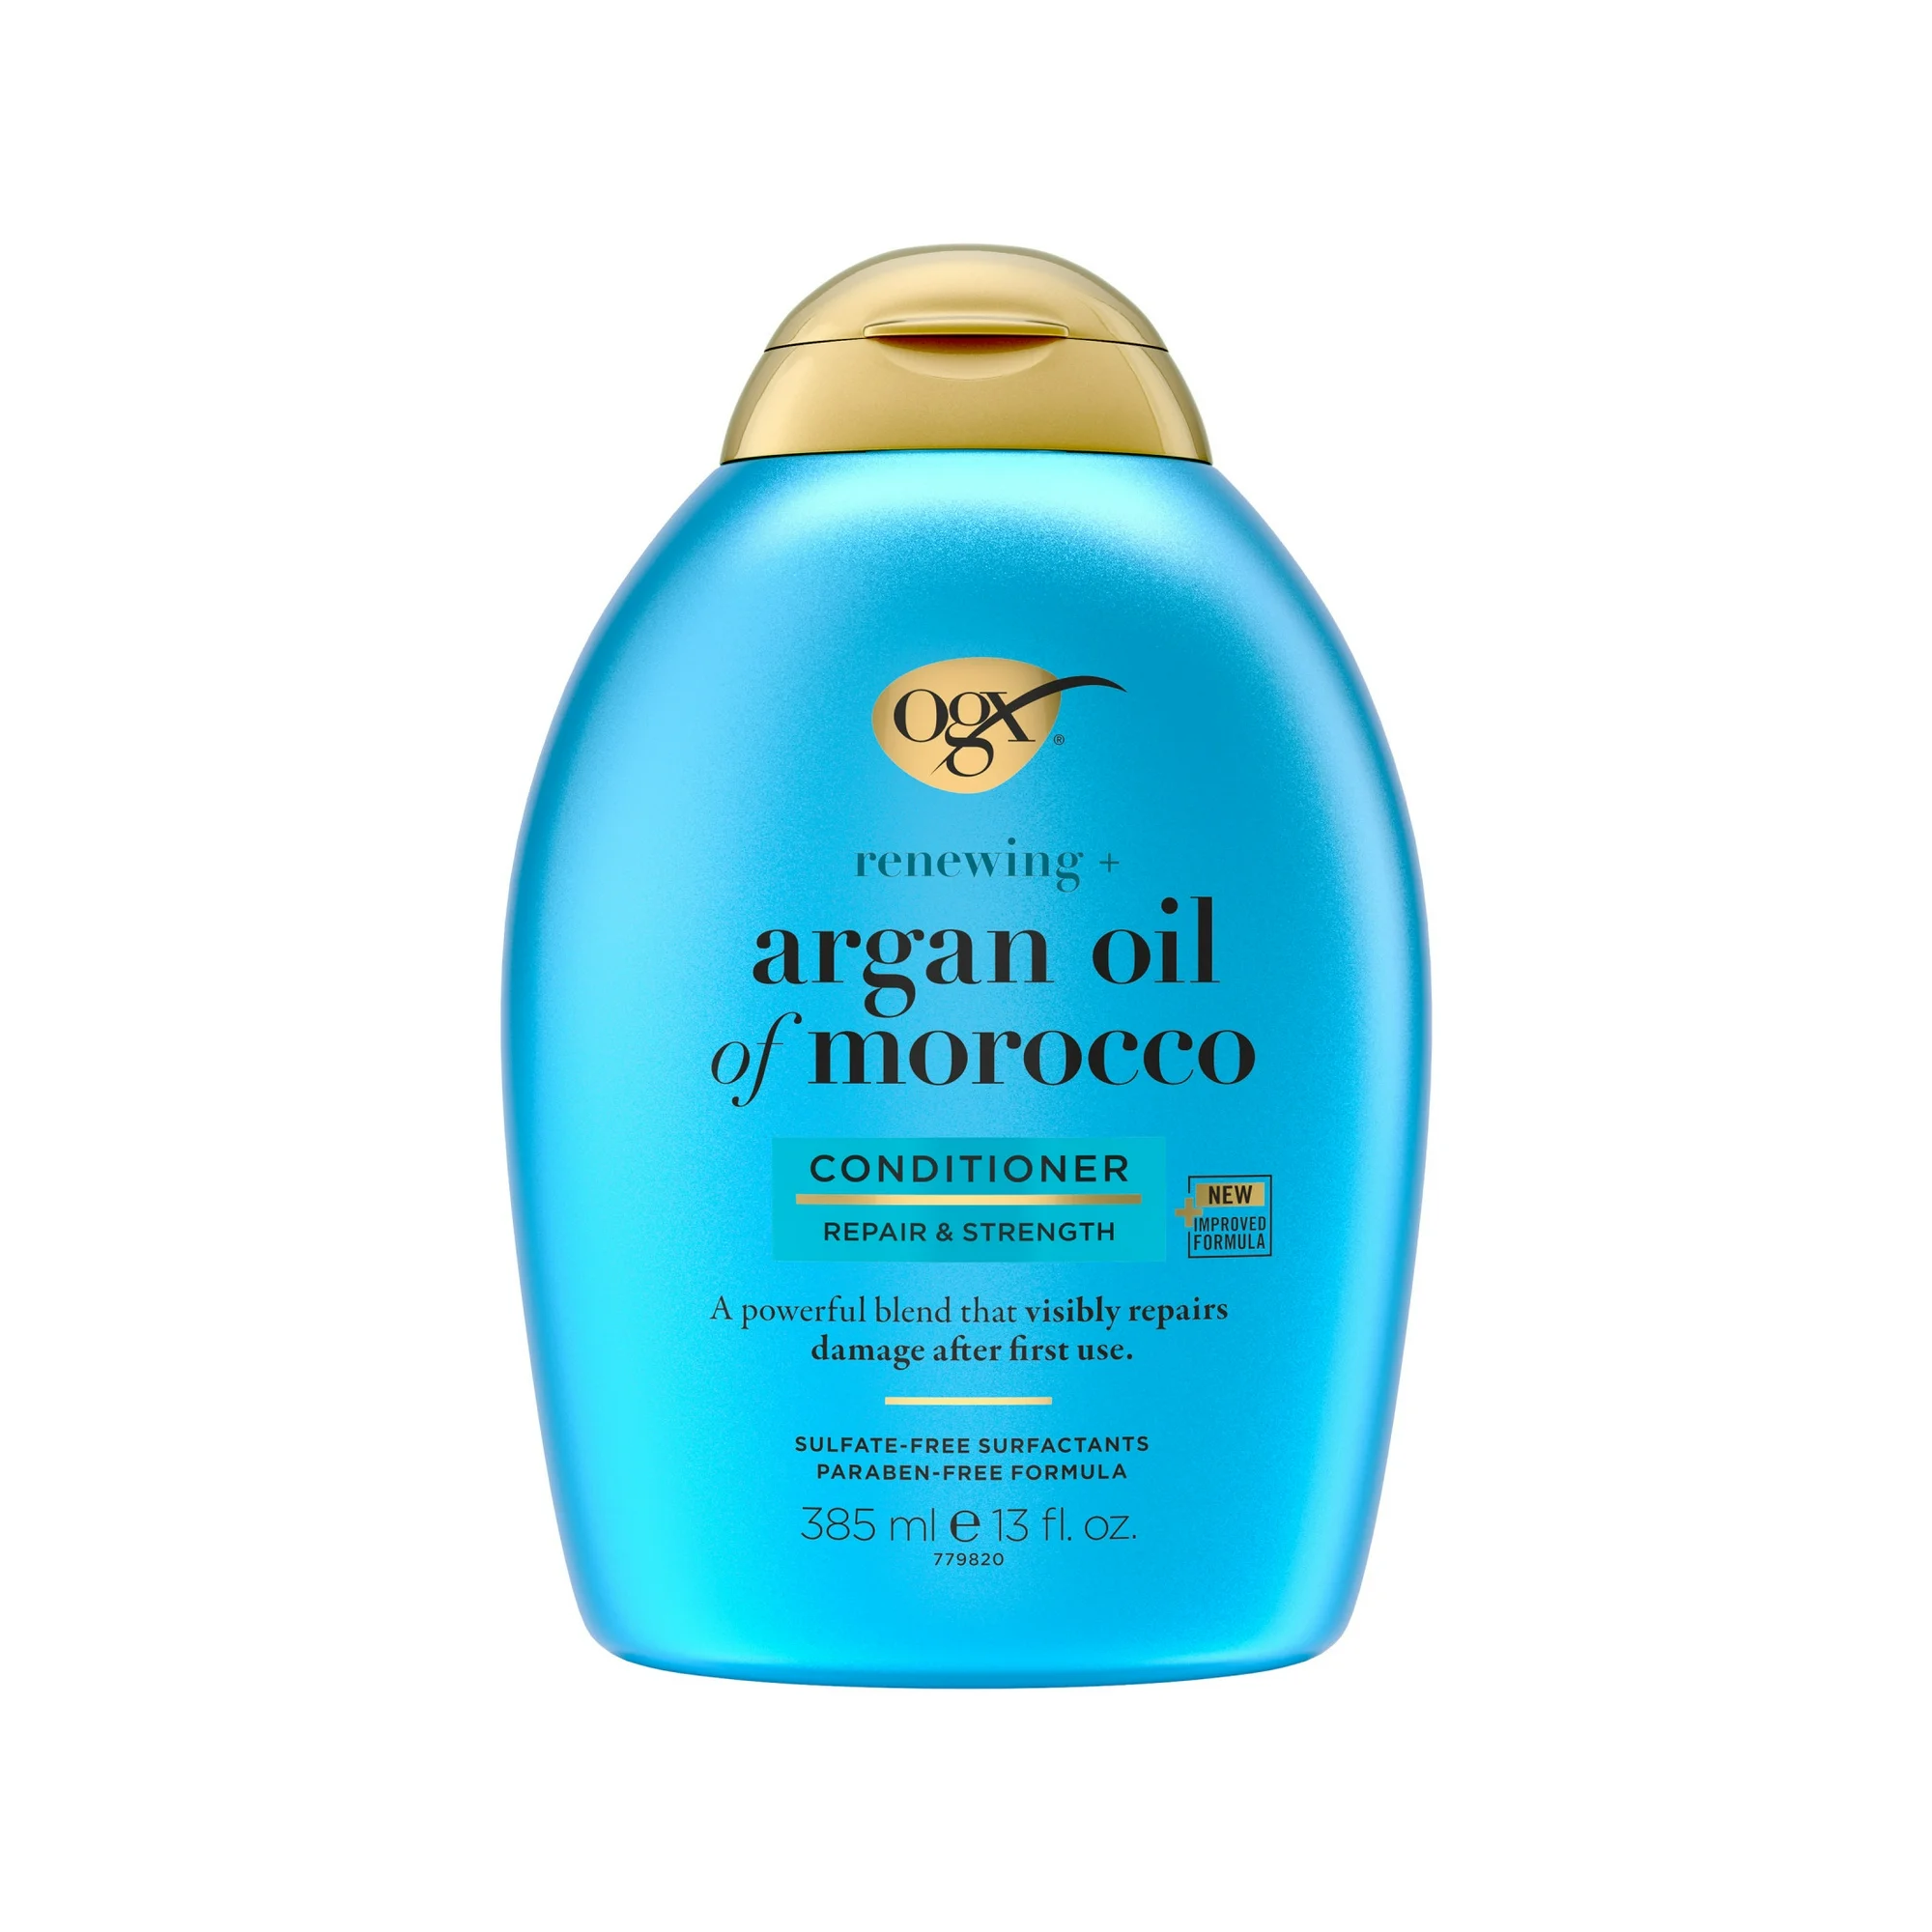 ogx®
renewing +
argan oil
of morocco
CONDITIONER
REPAIR & STRENGTH
NEW
+IMPROVED
FORMULA
A powerful blend that visibly repairs
damage after first use.
SULFATE-FREE SURFACTANTS
PARABEN-FREE FORMULA
385 ml e 13 fl. oz.
779820